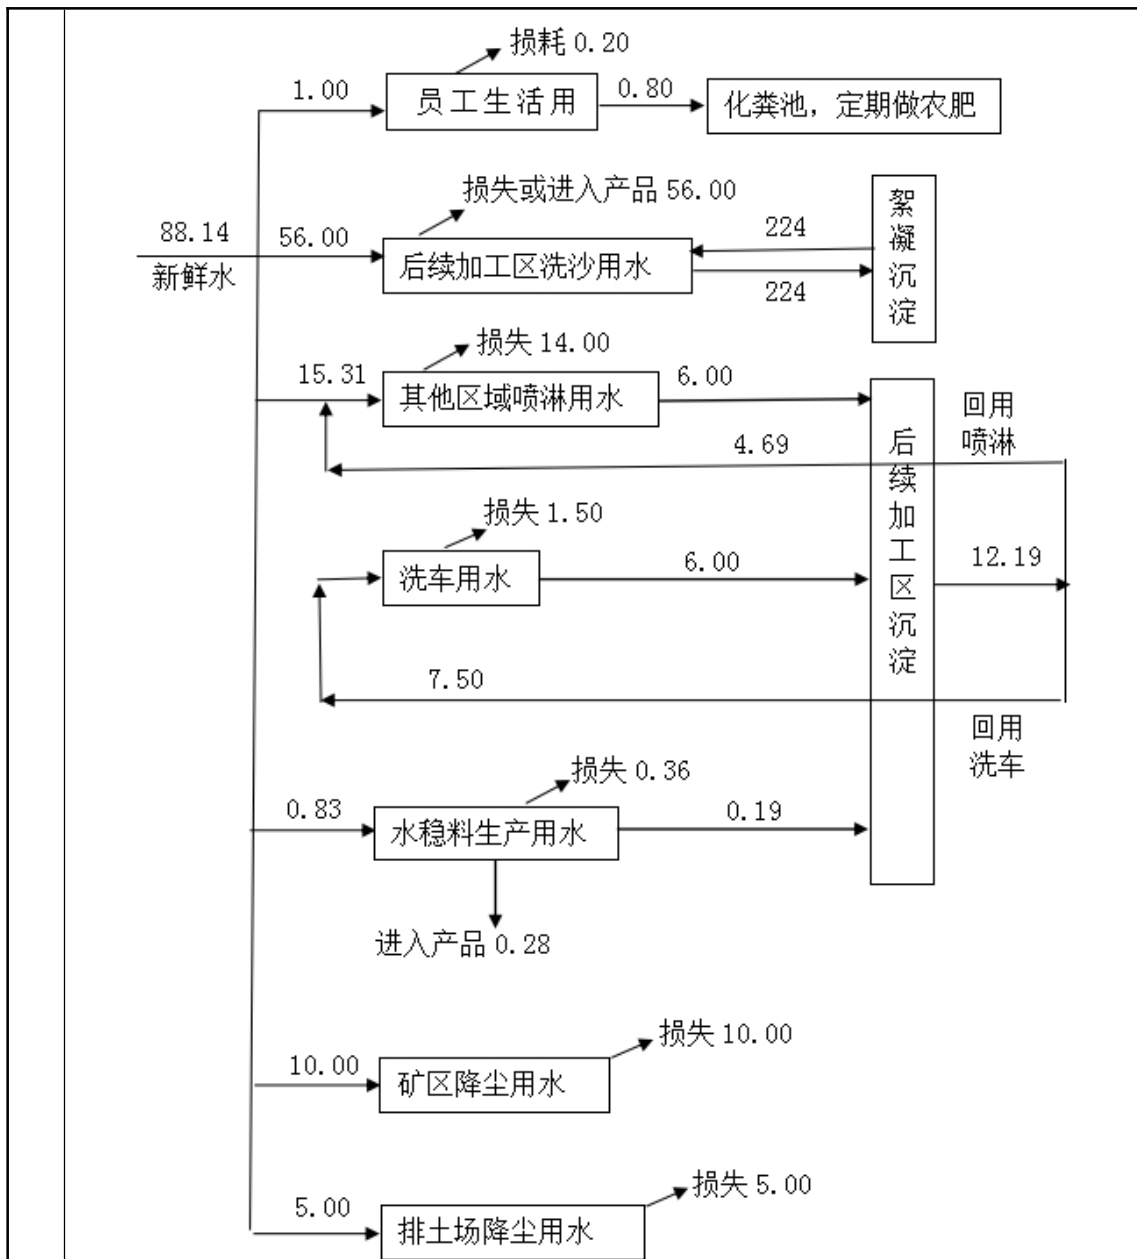 损耗 0.20
1.00
员工生活用
0.80
化粪池，定期做农肥
损失或进入产品 56.00
絮凝沉淀
88.14
新鲜水
56.00
后续加工区洗沙用水
224
224
损失 14.00
15.31
其他区域喷淋用水
6.00
回用
喷淋
4.69
后续加工区沉淀
损失 1.50
洗车用水
6.00
12.19
7.50
回用
洗车
损失 0.36
0.83
水稳料生产用水
0.19
进入产品 0.28
损失 10.00
10.00
矿区降尘用水
损失 5.00
5.00
排土场降尘用水